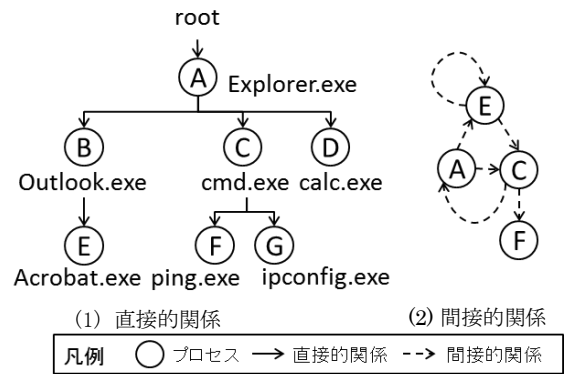 root
A Explorer.exe
B C D
Outlook.exe cmd.exe calc.exe
E F G
Acrobat.exe ping.exe ipconfig.exe
(1) 直接的関係
E
A C
F
(2) 間接的関係
凡例 プロセス 直接的関係 間接的関係